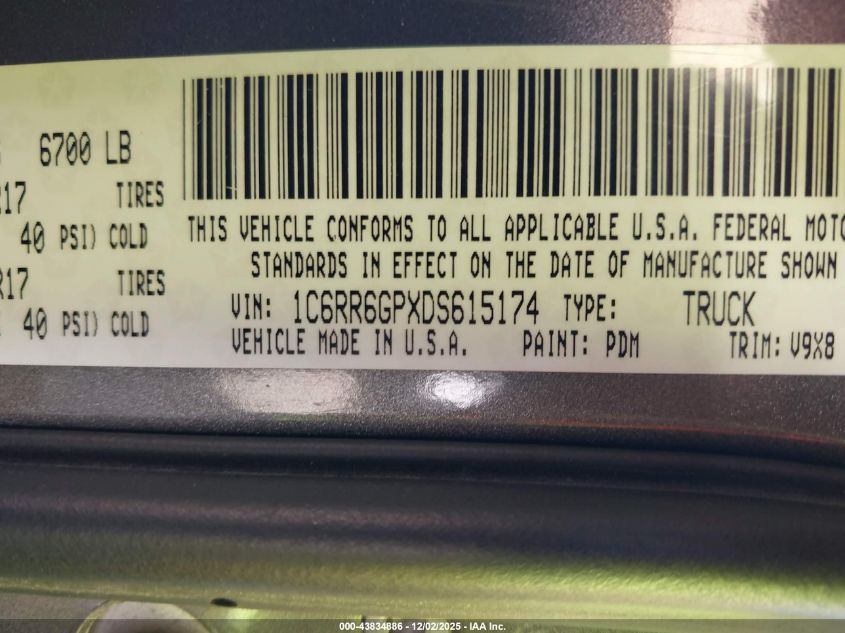 6700 LB
R17 TIRES
40 PSI) COLD
R17 TIRES
40 PSI) COLD
THIS VEHICLE CONFORMS TO ALL APPLICABLE U.S.A. FEDERAL MOTO
STANDARDS IN EFFECT ON THE DATE OF MANUFACTURE SHOWN
VIN: 1C6RR6GPXDS615174 TYPE: TRUCK
VEHICLE MADE IN U.S.A. PAINT: PDM TRIM: V9X8
000-43834886 - 12/02/2025 - IAA Inc.